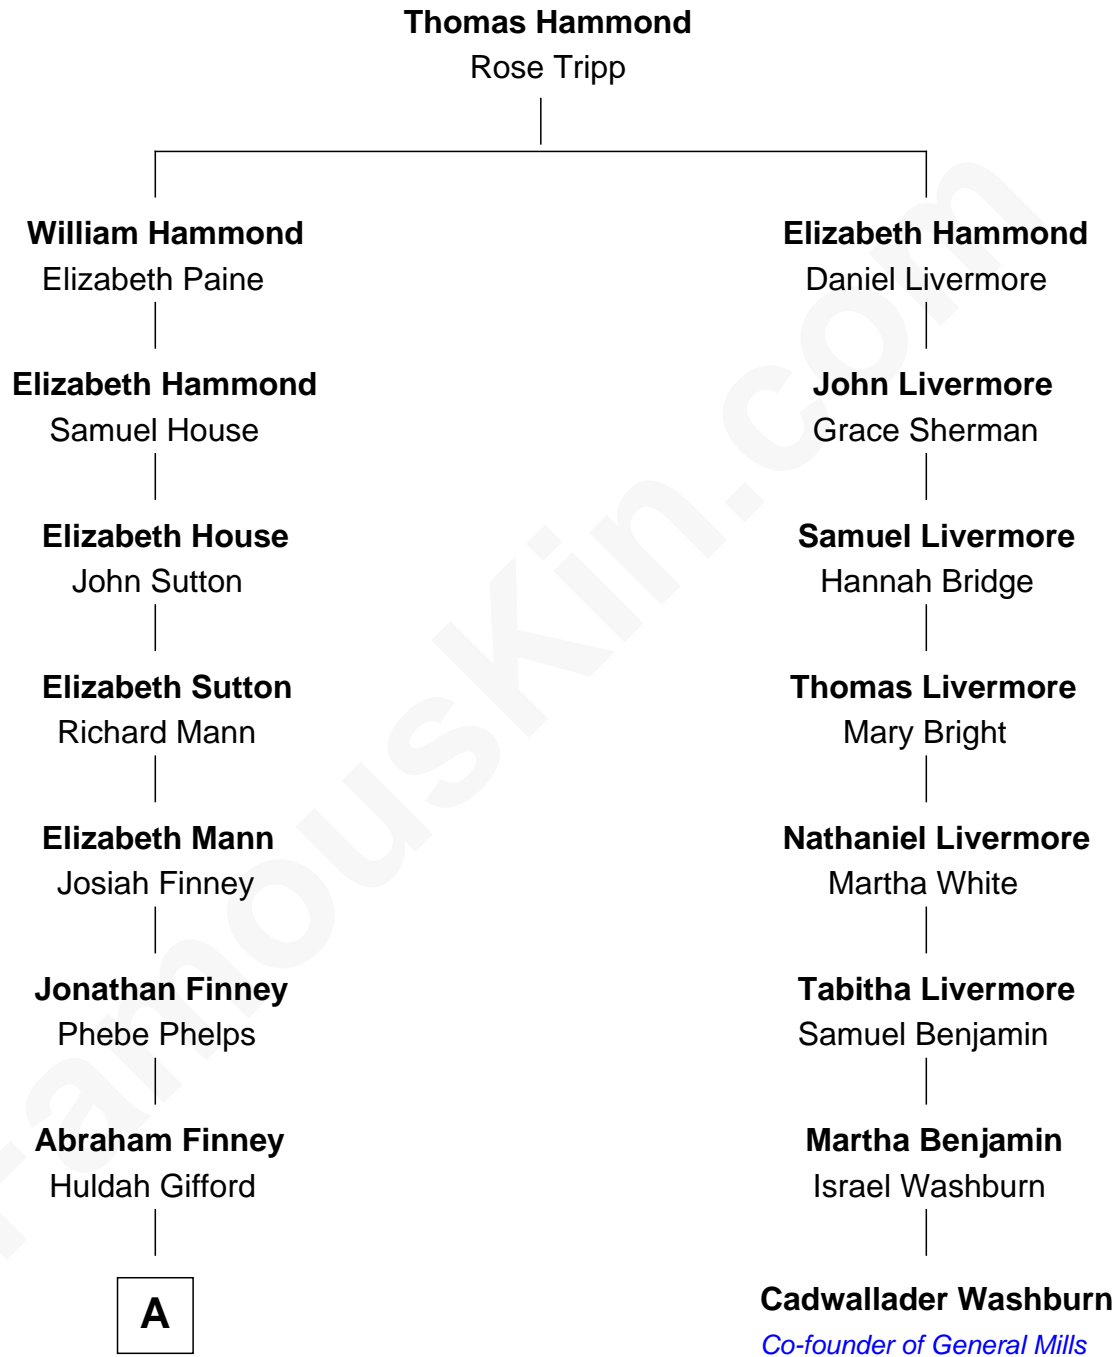 Thomas Hammond
Rose Tripp
William Hammond
Elizabeth Paine
Elizabeth Hammond
Samuel House
Elizabeth House
John Sutton
Elizabeth Sutton
Richard Mann
Elizabeth Mann
Josiah Finney
Jonathan Finney
Phebe Phelps
Abraham Finney
Huldah Gifford
A
Elizabeth Hammond
Daniel Livermore
John Livermore
Grace Sherman
Samuel Livermore
Hannah Bridge
Thomas Livermore
Mary Bright
Nathaniel Livermore
Martha White
Tabitha Livermore
Samuel Benjamin
Martha Benjamin
Israel Washburn
Cadwallader Washburn
Co-founder of General Mills
FamousKin.com